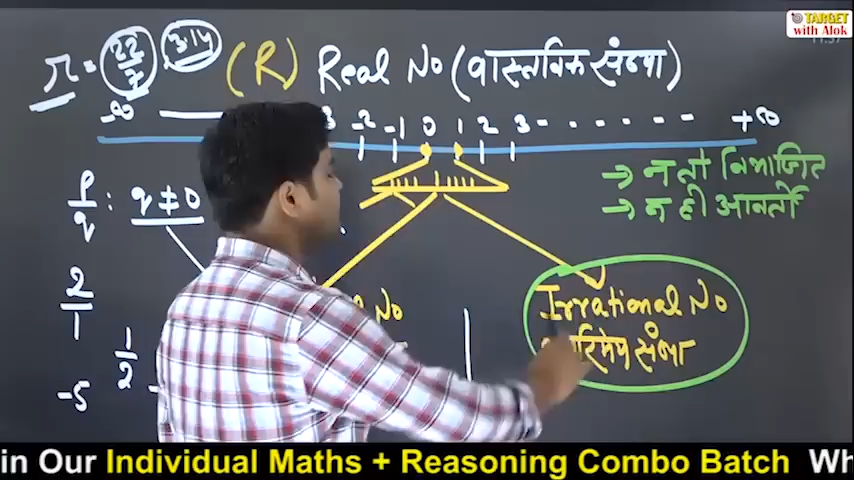 TARGET
with Alok
π = 22/7, 3.14 (R) Real No (वास्तविक संख्या)
-∞ 3 -2 -1 0 1 2 3 - - - - - - +∞
→ न तो विभाजित
→ न ही आवर्ती
p/q : q ≠ 0
2/1
1/2
-5
No
Irrational No
संख्या
in Our Individual Maths + Reasoning Combo Batch Wh